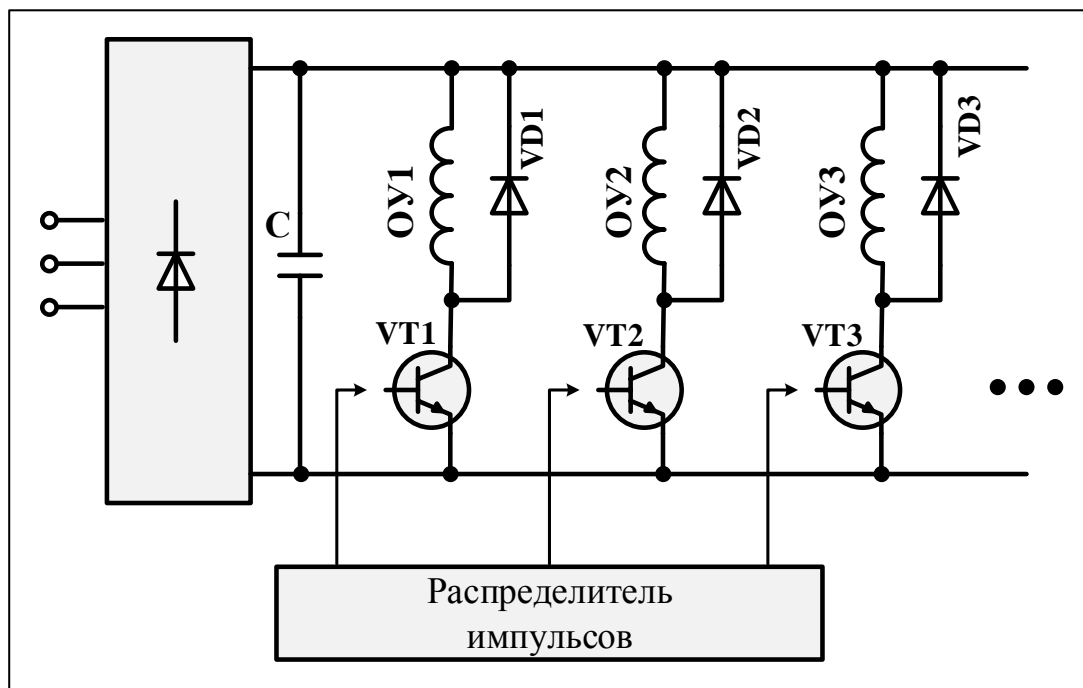 C
ОУ1
VD1
ОУ2
VD2
ОУ3
VD3
VT1
VT2
VT3
Распределитель
импульсов